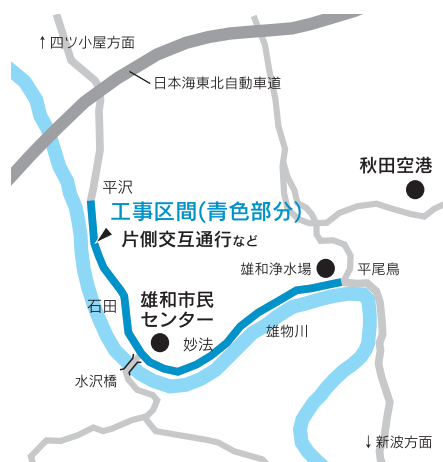 ↑四ツ小屋方面
日本海東北自動車道
秋田空港
平沢
工事区間(青色部分)
片側交互通行など
雄和浄水場
平尾鳥
石田
雄和市民
センター
妙法
雄物川
水沢橋
↓新波方面